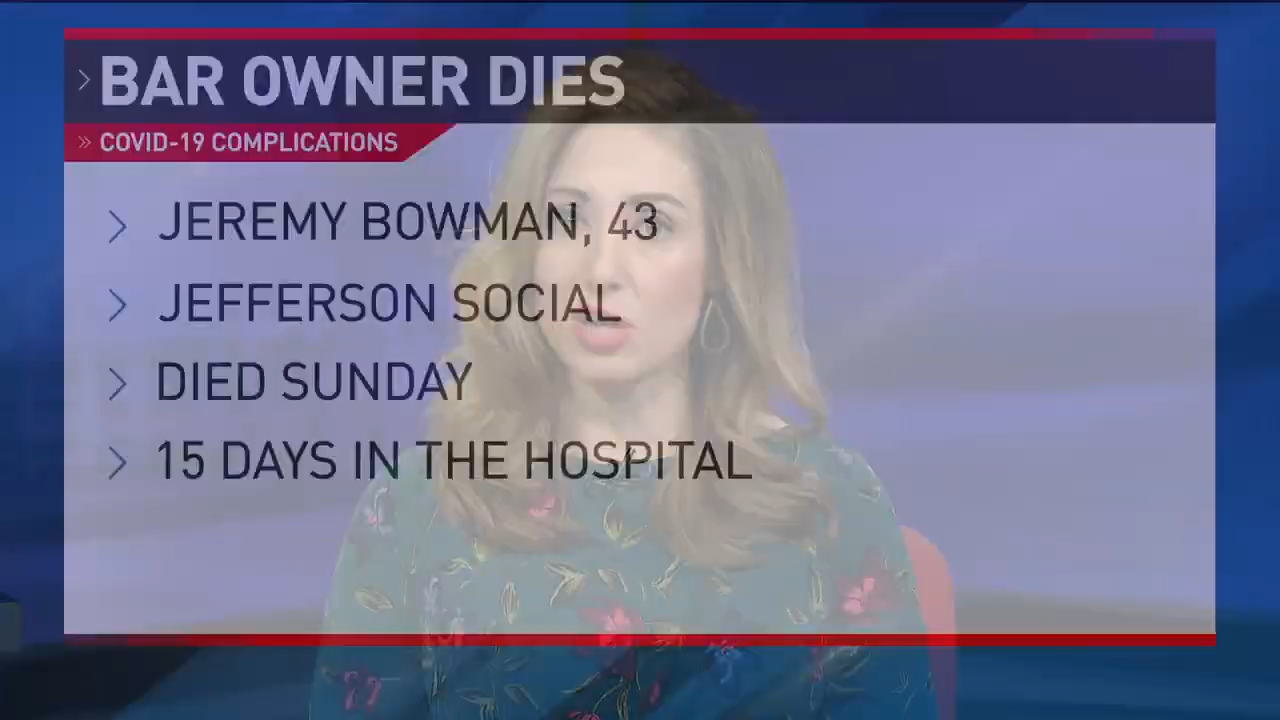 BAR OWNER DIES
COVID-19 COMPLICATIONS
JEREMY BOWMAN, 43
JEFFERSON SOCIAL
DIED SUNDAY
15 DAYS IN THE HOSPITAL